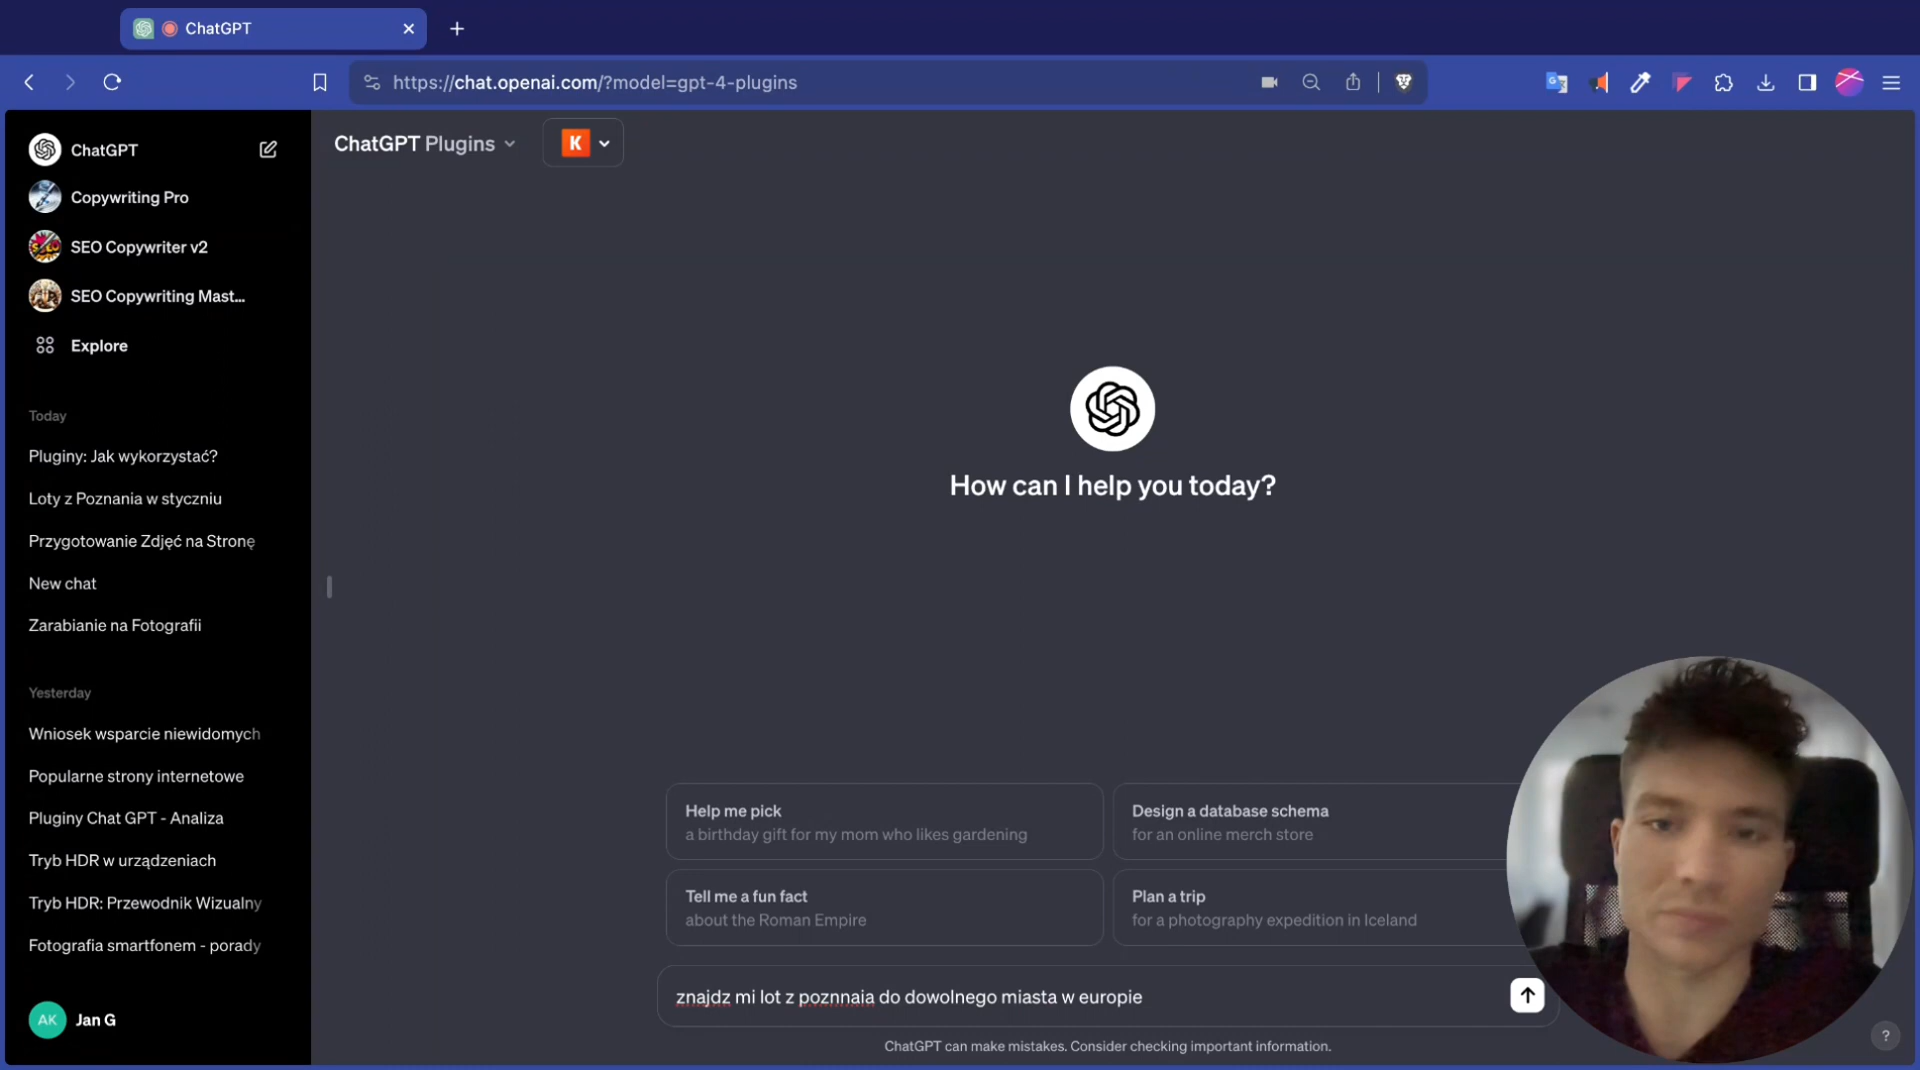 ChatGPT
https://chat.openai.com/?model=gpt-4-plugins
ChatGPT
Copywriting Pro
SEO Copywriter v2
SEO Copywriting Mast...
Explore
Today
Pluginy: Jak wykorzystać?
Loty z Poznania w styczniu
Przygotowanie Zdjęć na Stronę
New chat
Zarabianie na Fotografii
Yesterday
Wniosek wsparcie niewidomych
Popularne strony internetowe
Pluginy Chat GPT - Analiza
Tryb HDR w urządzeniach
Tryb HDR: Przewodnik Wizualny
Fotografia smartfonem - porady
AK Jan G
ChatGPT Plugins K
How can I help you today?
Help me pick
a birthday gift for my mom who likes gardening
Design a database schema
for an online merch store
Tell me a fun fact
about the Roman Empire
Plan a trip
for a photography expedition in Iceland
znajdz mi lot z poznnaia do dowolnego miasta w europie
ChatGPT can make mistakes. Consider checking important information.
?